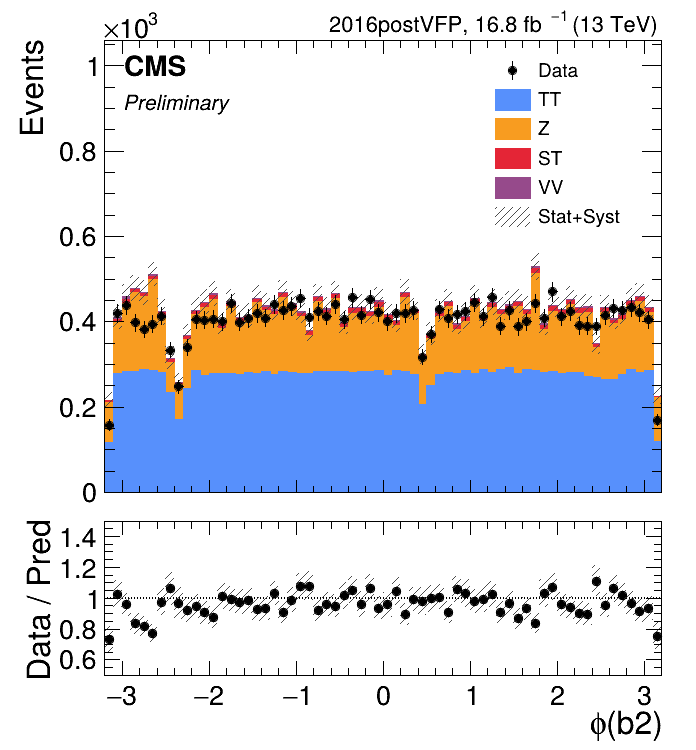 ×10³
2016postVFP, 16.8 fb ⁻¹ (13 TeV)
CMS
Preliminary
Data
TT
Z
ST
VV
Stat+Syst
Events
1
0.8
0.6
0.4
0.2
0
Data / Pred
1.4
1.2
1
0.8
0.6
−3 −2 −1 0 1 2 3
ϕ(b2)